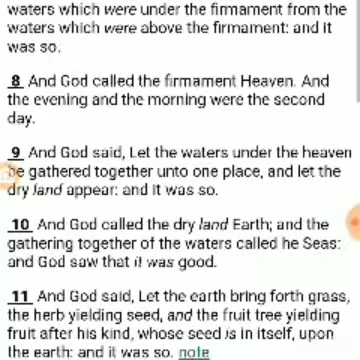 waters which were under the firmament from the
waters which were above the firmament: and it
was so.
8 And God called the firmament Heaven. And
the evening and the morning were the second
day.
9 And God said, Let the waters under the heaven
be gathered together unto one place, and let the
dry land appear: and it was so.
10 And God called the dry land Earth; and the
gathering together of the waters called he Seas:
and God saw that it was good.
11 And God said, Let the earth bring forth grass,
the herb yielding seed, and the fruit tree yielding
fruit after his kind, whose seed is in itself, upon
the earth: and it was so. note